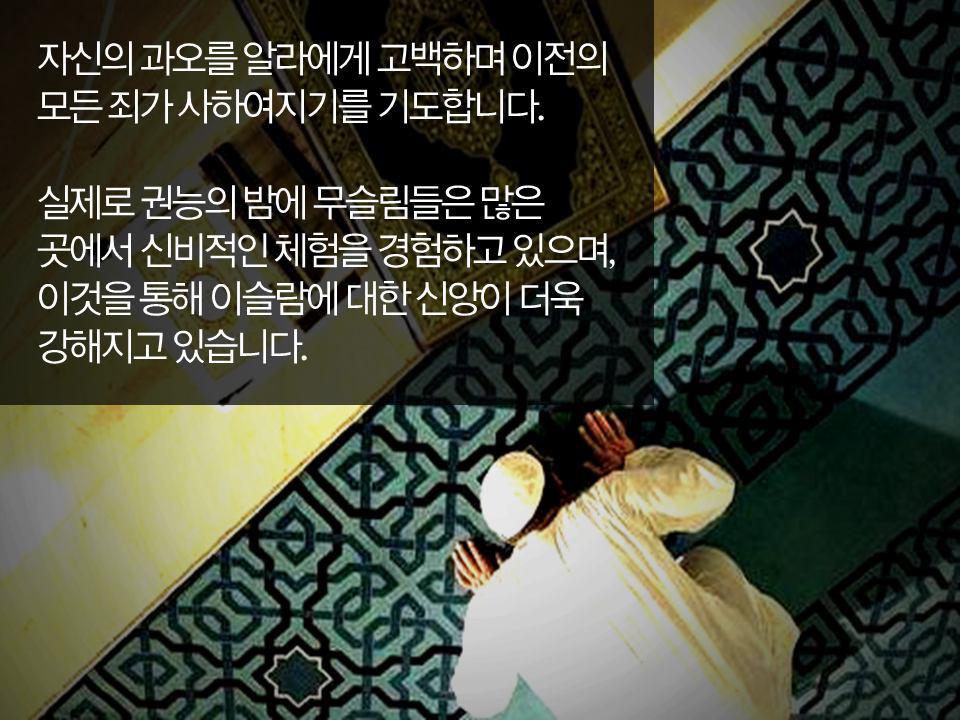 자신의 과오를 알라에게 고백하며 이전의
모든 죄가 사하여지기를 기도합니다.
실제로 권능의 밤에 무슬림들은 많은
곳에서 신비적인 체험을 경험하고 있으며,
이것을 통해 이슬람에 대한 신앙이 더욱
강해지고 있습니다.